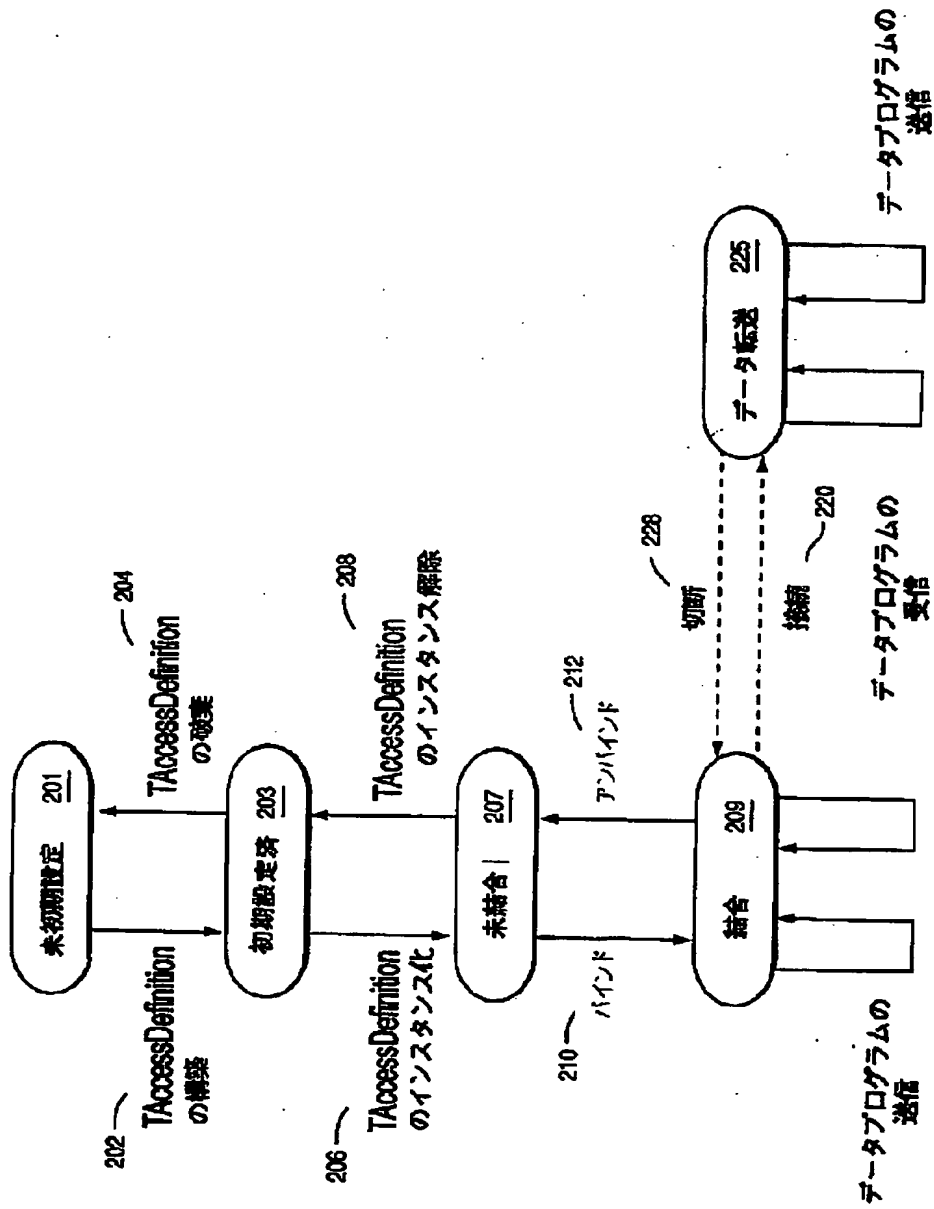 未初期設定 201
202
TAccessDefinition
の構築
204
TAccessDefinition
の破棄
初期設定済 203
206
TAccessDefinition
のインスタンス化
208
TAccessDefinition
のインスタンス解除
未結合 207
210
バインド
212
アンバインド
結合 209
228
切断
接続
220
データ転送 225
データプログラムの
送信
データプログラムの
受信
データプログラムの
送信